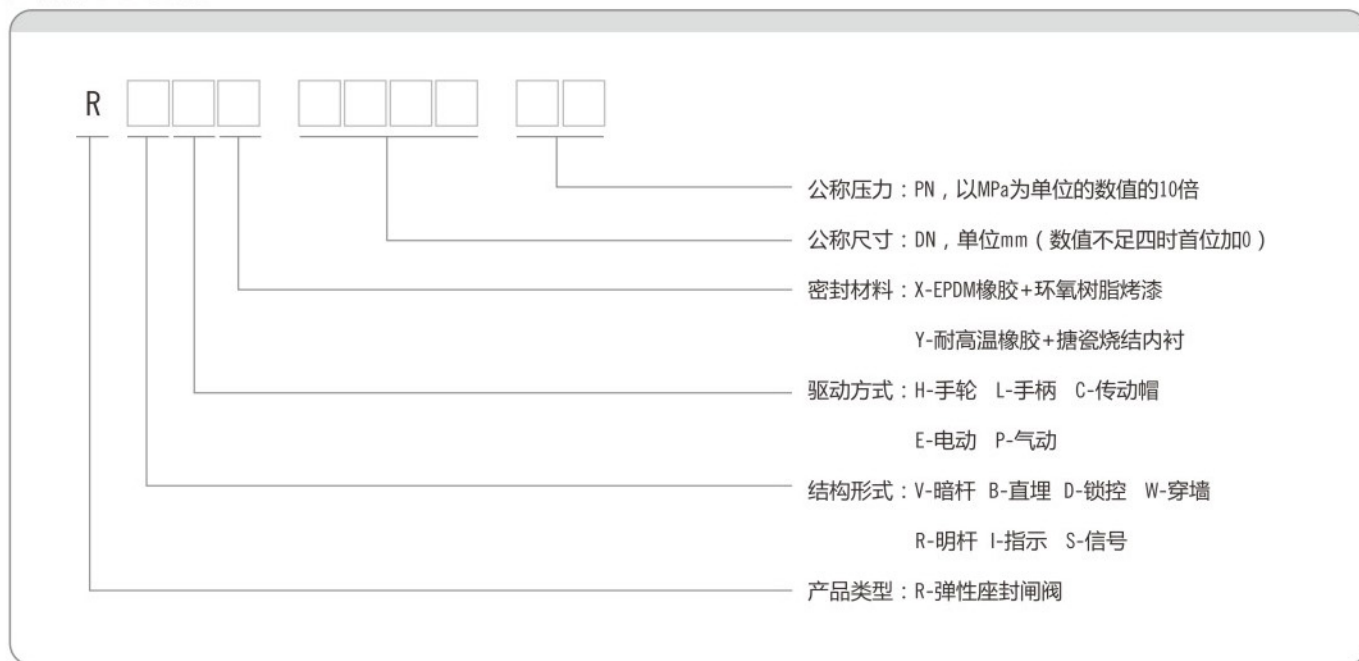 R
公称压力：PN，以MPa为单位的数值的10倍
公称尺寸：DN，单位mm（数值不足四时首位加0）
密封材料：X-EPDM橡胶+环氧树脂烤漆
Y-耐高温橡胶+搪瓷烧结内衬
驱动方式：H-手轮 L-手柄 C-传动帽
E-电动 P-气动
结构形式：V-暗杆 B-直埋 D-锁控 W-穿墙
R-明杆 I-指示 S-信号
产品类型：R-弹性座封闸阀